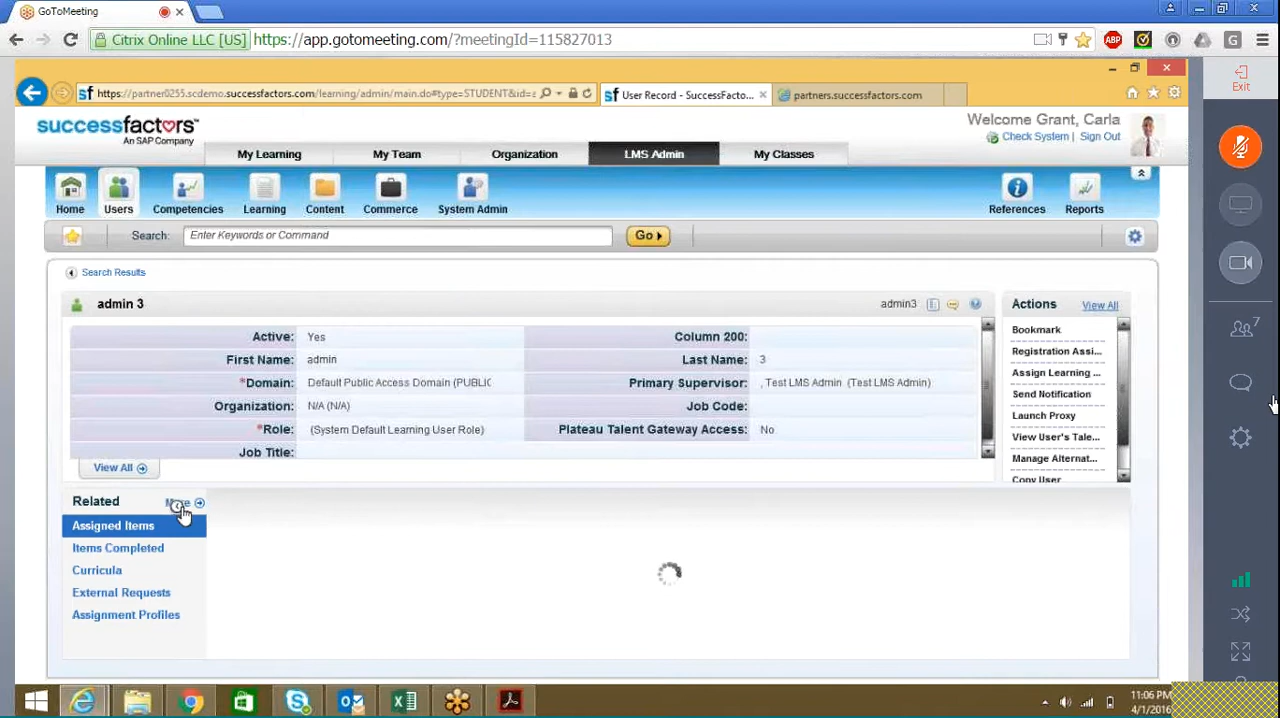 GoToMeeting
Citrix Online LLC [US] https://app.gotomeeting.com/?meetingId=115827013
ABP
G
Exit
7
https://partner0255.scdemo.successfactors.com/learning/admin/main.do#type=STUDENT&id=
sf User Record - SuccessFacto...
partners.successfactors.com
successfactors™
An SAP Company
Welcome Grant, Carla
Check System | Sign Out
My Learning
My Team
Organization
LMS Admin
My Classes
Home
Users
Competencies
Learning
Content
Commerce
System Admin
References
Reports
Search:
Enter Keywords or Command
Go
Search Results
admin 3
admin3
Actions
View All
Active: Yes
Column 200:
First Name: admin
Last Name: 3
*Domain: Default Public Access Domain (PUBLIC
Primary Supervisor: , Test LMS Admin (Test LMS Admin)
Organization: N/A (N/A)
Job Code:
*Role: (System Default Learning User Role)
Plateau Talent Gateway Access: No
Job Title:
View All
Bookmark
Registration Assi...
Assign Learning ...
Send Notification
Launch Proxy
View User's Tale...
Manage Alternat...
Copy User
Related
Assigned Items
Items Completed
Curricula
External Requests
Assignment Profiles
11:06 PM
4/1/2016